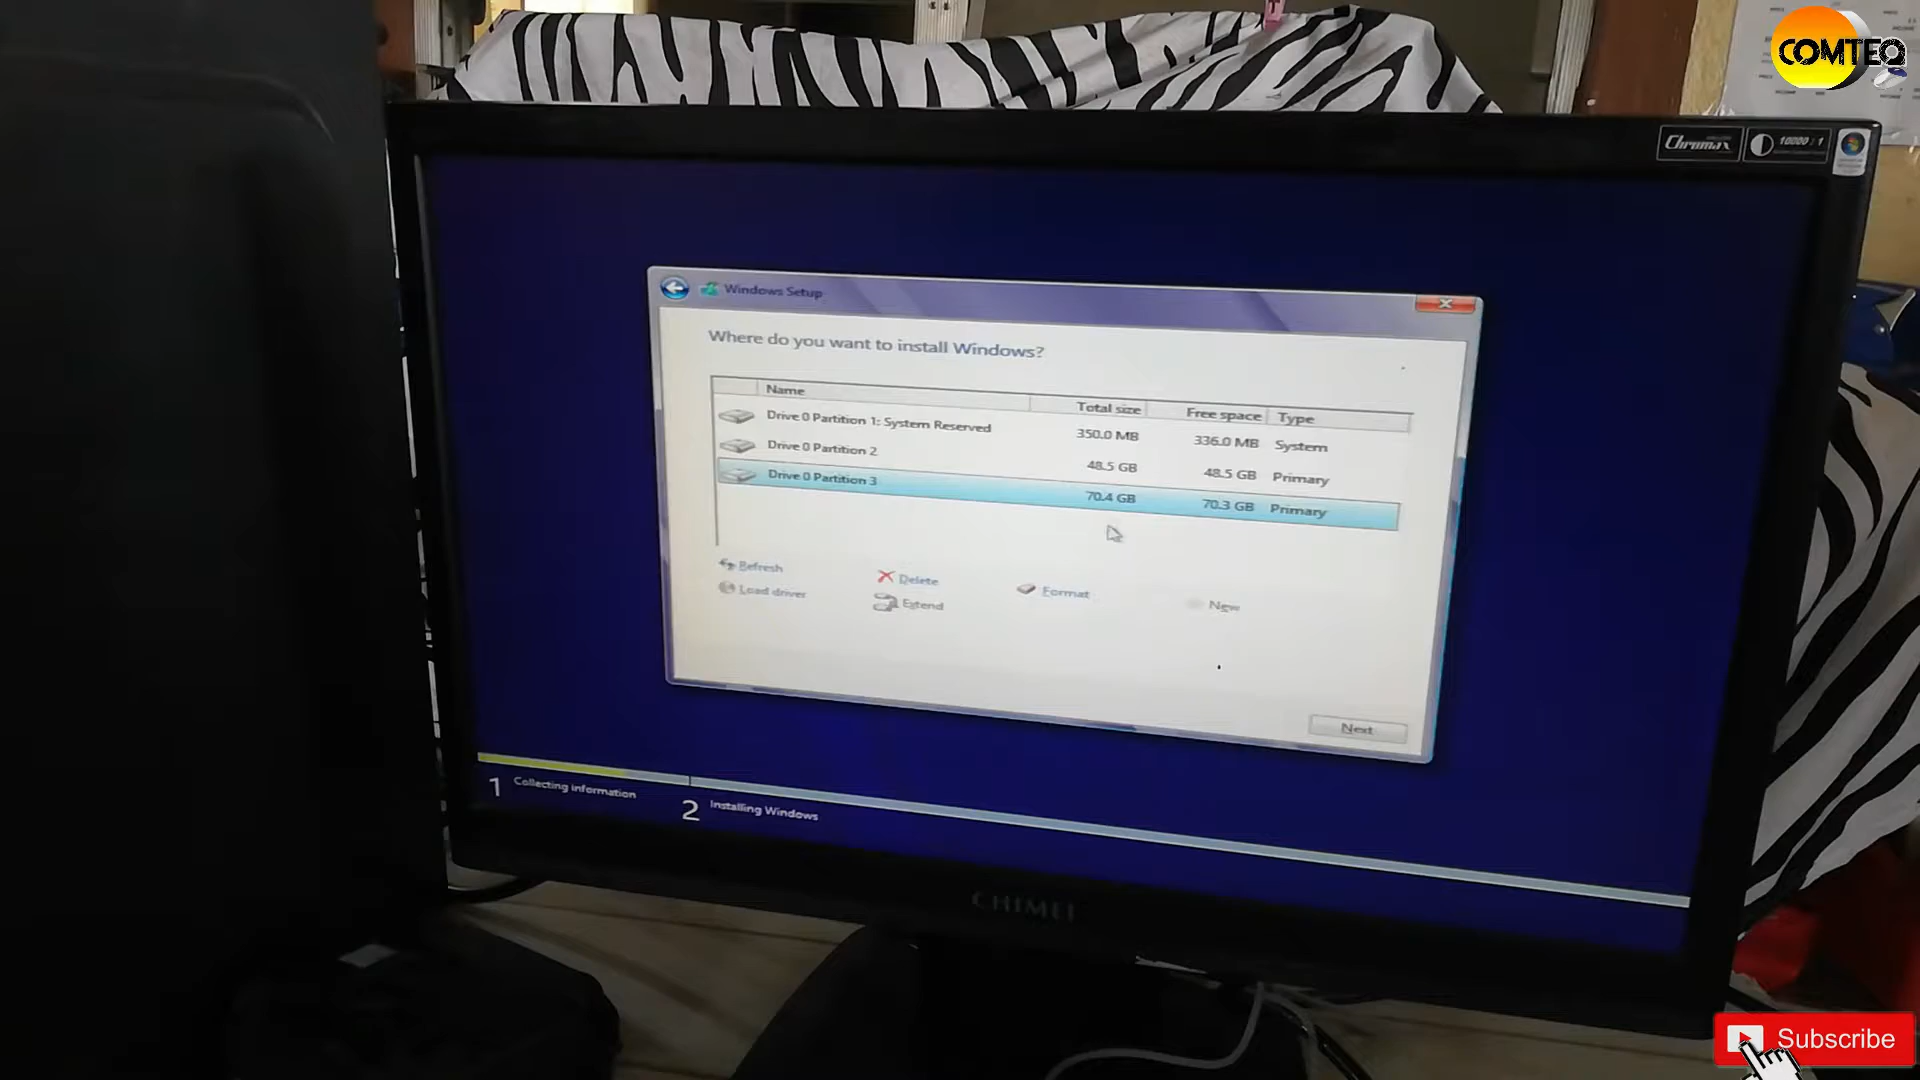 COMTEQ
Chromax
10000 : 1
Windows Setup
Where do you want to install Windows?
Name Total size Free space Type
Drive 0 Partition 1: System Reserved 350.0 MB 336.0 MB System
Drive 0 Partition 2 48.5 GB 48.5 GB Primary
Drive 0 Partition 3 70.4 GB 70.3 GB Primary
Refresh Delete Format New
Load driver Extend
Next
1 Collecting information 2 Installing Windows
CHIMEI
Subscribe